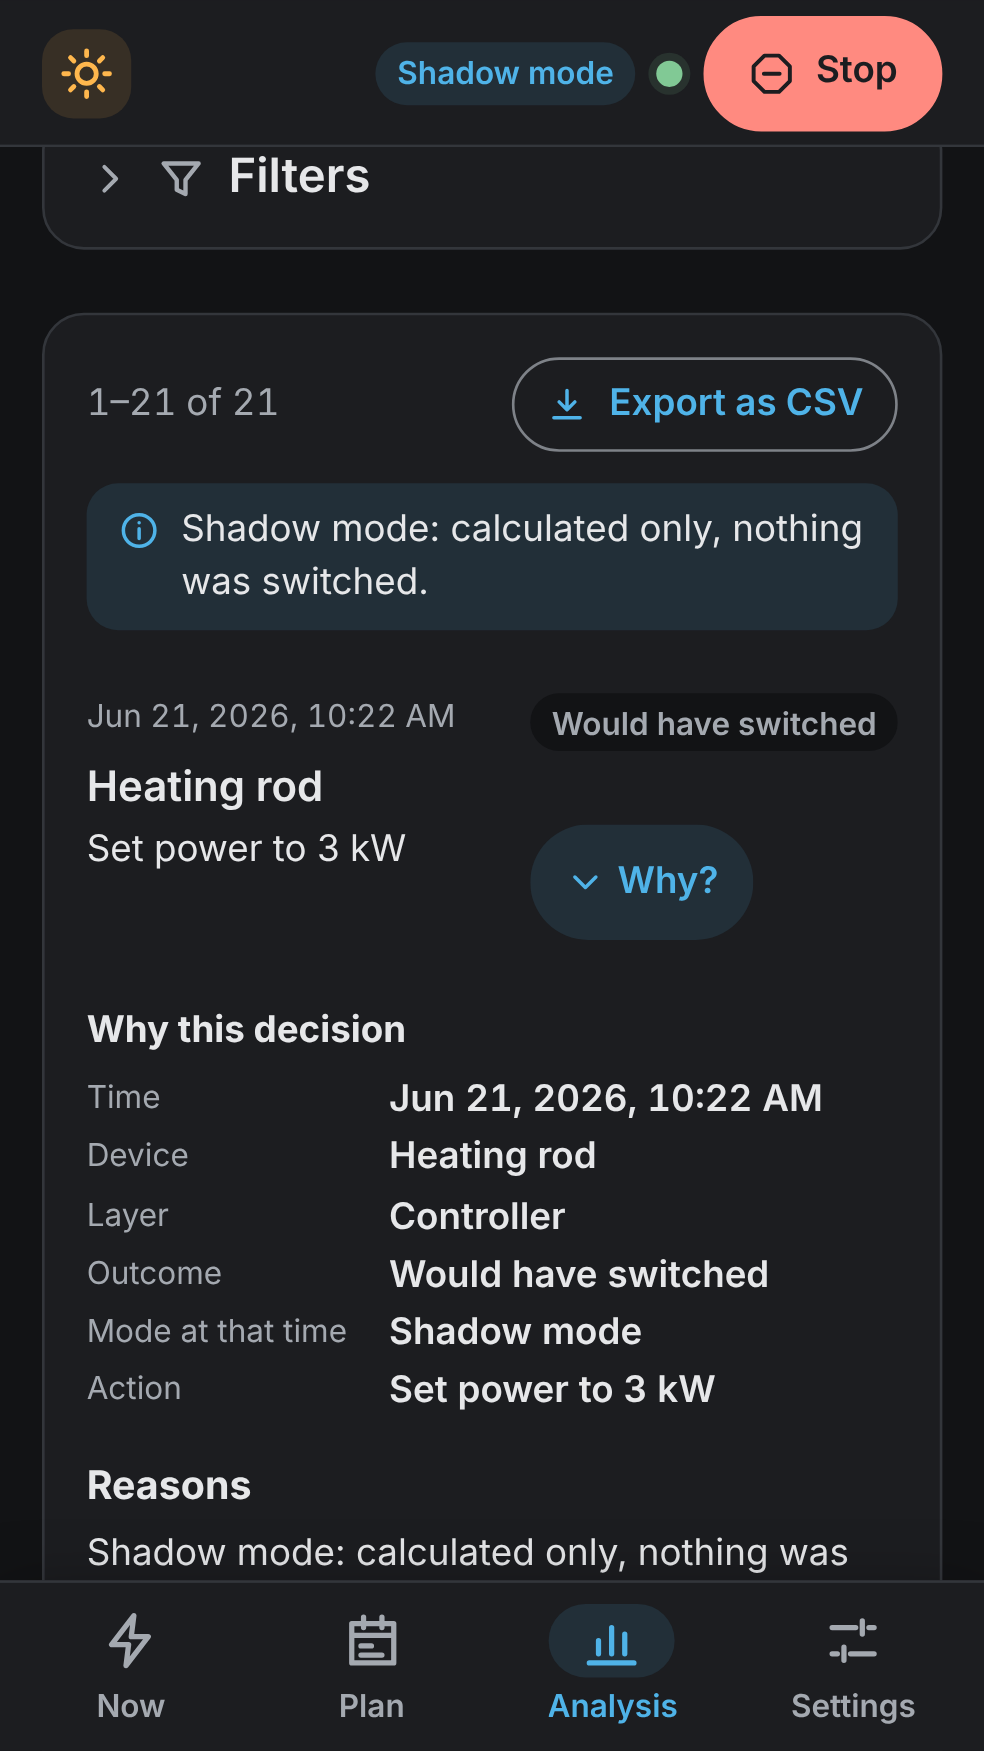 Shadow mode
Stop
Filters
1–21 of 21
Export as CSV
Shadow mode: calculated only, nothing
was switched.
Jun 21, 2026, 10:22 AM
Would have switched
Heating rod
Set power to 3 kW
Why?
Why this decision
Time Jun 21, 2026, 10:22 AM
Device Heating rod
Layer Controller
Outcome Would have switched
Mode at that time Shadow mode
Action Set power to 3 kW
Reasons
Shadow mode: calculated only, nothing was
Now
Plan
Analysis
Settings